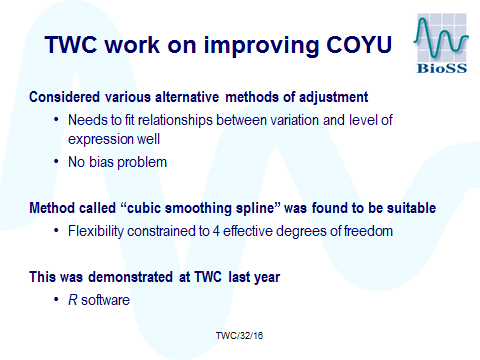 TWC work on improving COYU
BioSS
Considered various alternative methods of adjustment
• Needs to fit relationships between variation and level of
expression well
• No bias problem
Method called “cubic smoothing spline” was found to be suitable
• Flexibility constrained to 4 effective degrees of freedom
This was demonstrated at TWC last year
• R software
TWC/32/16